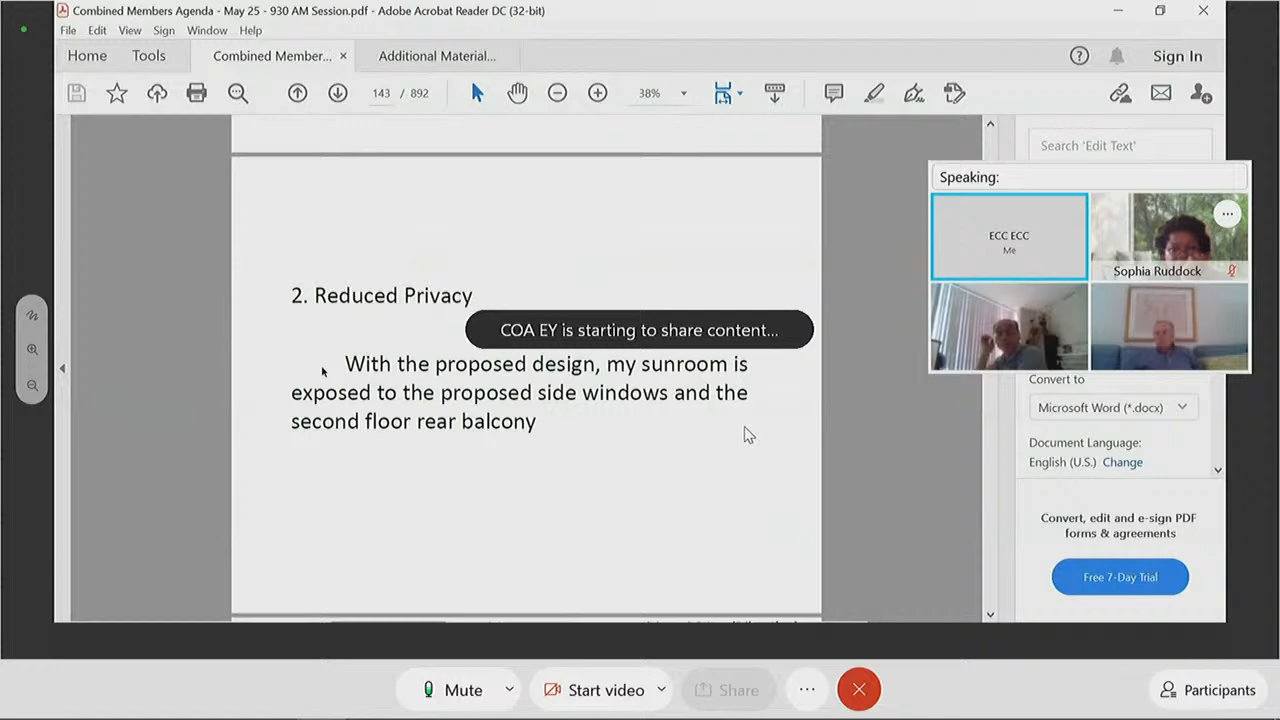 Combined Members Agenda - May 25 - 930 AM Session.pdf - Adobe Acrobat Reader DC (32-bit)
File Edit View Sign Window Help
Home Tools Combined Member... × Additional Material... Sign In
143 / 892 38%
Search 'Edit Text'
Speaking:
ECC ECC
Me
Sophia Ruddock
2. Reduced Privacy
COA EY is starting to share content...
With the proposed design, my sunroom is
exposed to the proposed side windows and the
second floor rear balcony
Convert to
Microsoft Word (*.docx)
Document Language:
English (U.S.) Change
Convert, edit and e-sign PDF
forms & agreements
Free 7-Day Trial
Mute Start video Share Participants